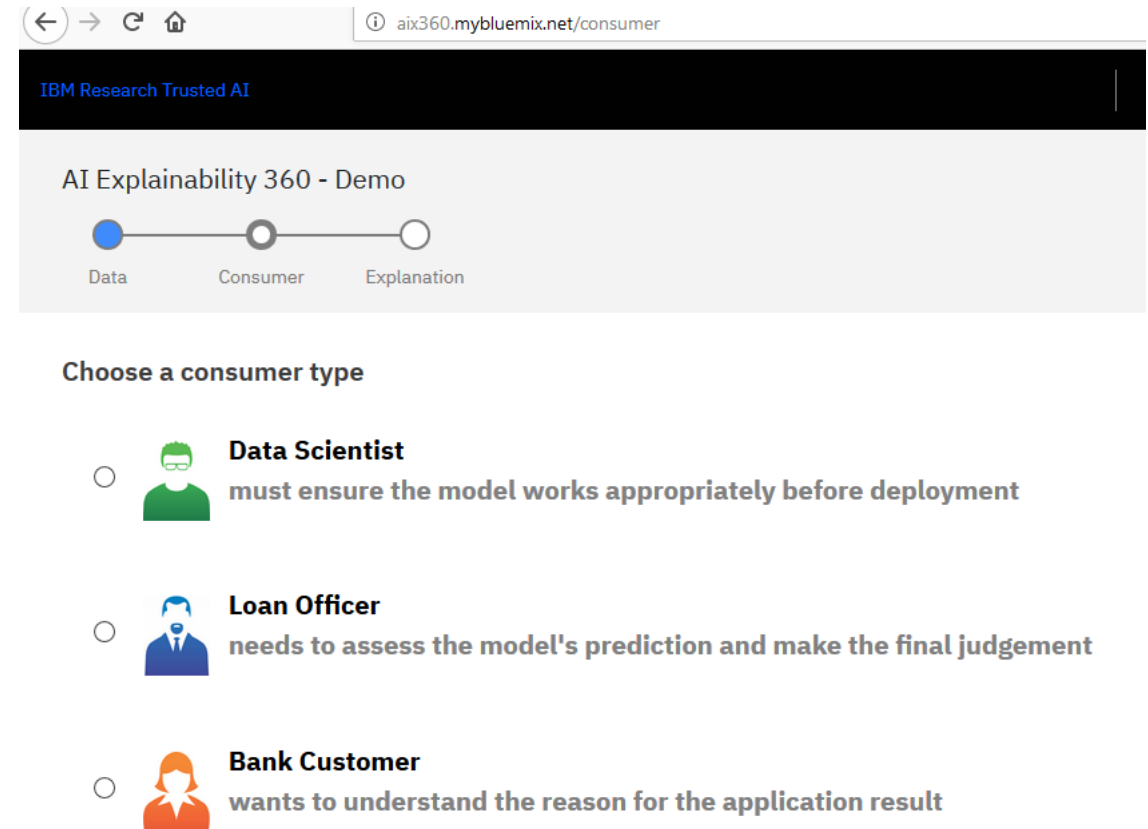 aix360.mybluemix.net/consumer
IBM Research Trusted AI
AI Explainability 360 - Demo
Data Consumer Explanation
Choose a consumer type
Data Scientist
must ensure the model works appropriately before deployment
Loan Officer
needs to assess the model's prediction and make the final judgement
Bank Customer
wants to understand the reason for the application result